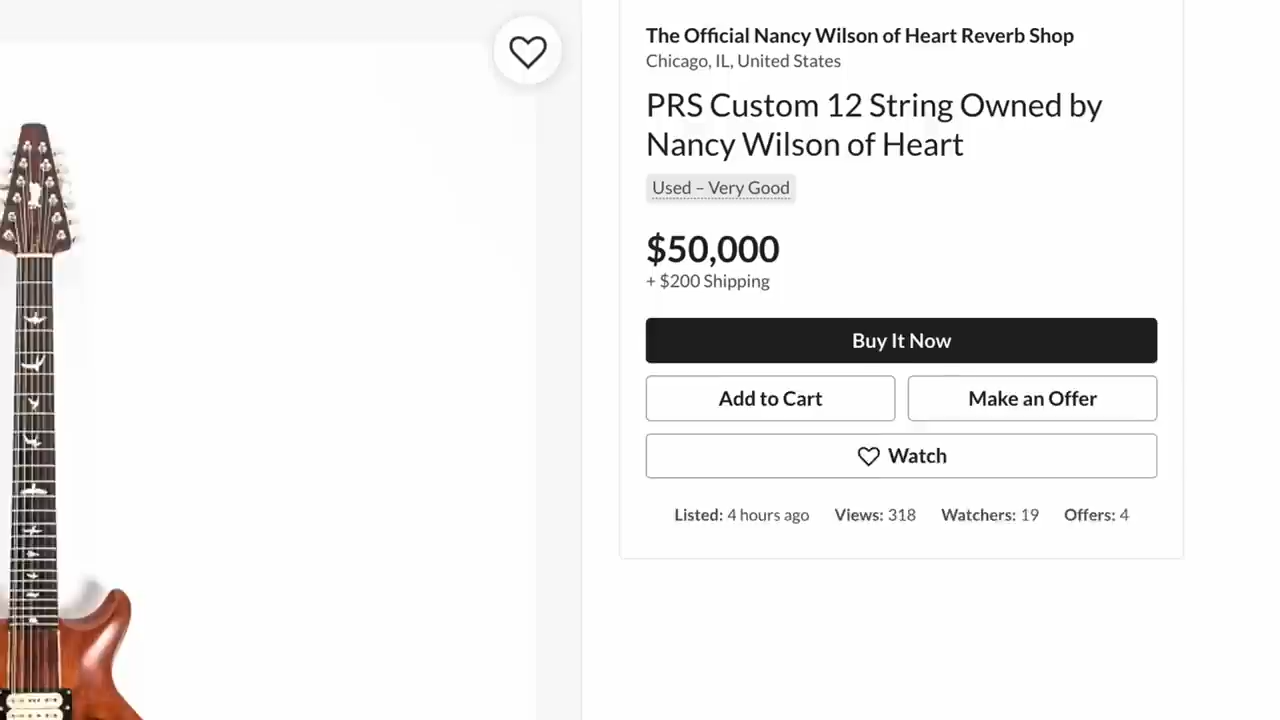 The Official Nancy Wilson of Heart Reverb Shop
Chicago, IL, United States
PRS Custom 12 String Owned by
Nancy Wilson of Heart
Used – Very Good
$50,000
+ $200 Shipping
Buy It Now
Add to Cart
Make an Offer
Watch
Listed: 4 hours ago Views: 318 Watchers: 19 Offers: 4